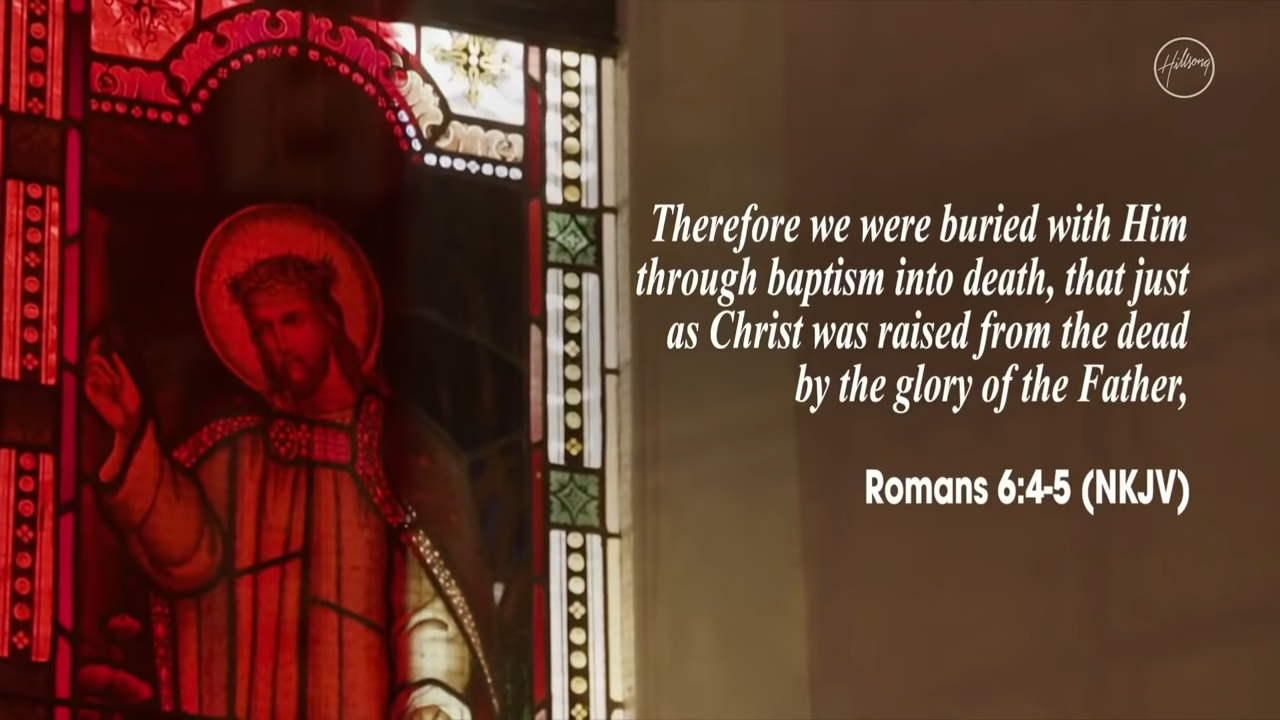 Hillsong
Therefore we were buried with Him
through baptism into death, that just
as Christ was raised from the dead
by the glory of the Father,
Romans 6:4-5 (NKJV)